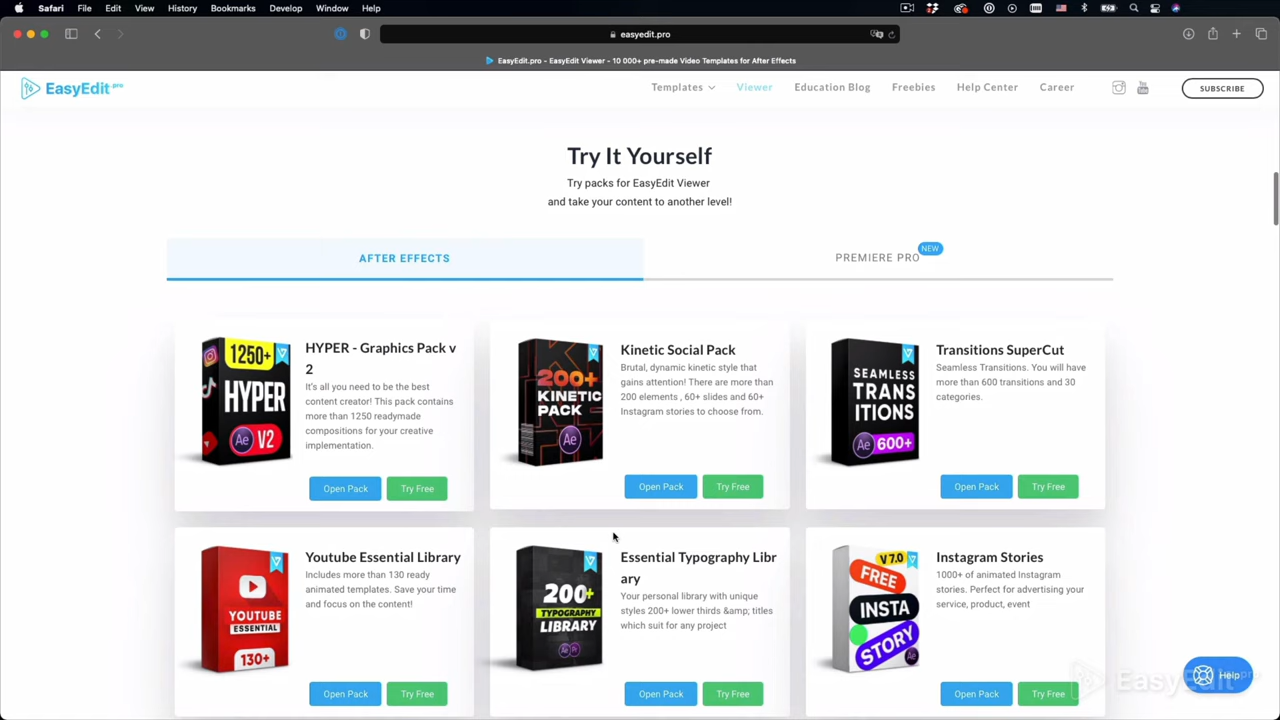 Safari File Edit View History Bookmarks Develop Window Help
easyedit.pro
EasyEdit.pro - EasyEdit Viewer - 10 000+ pre-made Video Templates for After Effects
EasyEdit pro
Templates Viewer Education Blog Freebies Help Center Career
You Tube
SUBSCRIBE
Try It Yourself
Try packs for EasyEdit Viewer
and take your content to another level!
AFTER EFFECTS
PREMIERE PRO
NEW
1250+
HYPER
Ae V2
HYPER - Graphics Pack v
2
It's all you need to be the best
content creator! This pack contains
more than 1250 readymade
compositions for your creative
implementation.
Open Pack Try Free
200+
KINETIC
PACK
Ae
Kinetic Social Pack
Brutal, dynamic kinetic style that
gains attention! There are more than
200 elements , 60+ slides and 60+
Instagram stories to choose from.
Open Pack Try Free
SEAMLESS
TRANS
ITIONS
Ae 600+
Transitions SuperCut
Seamless Transitions. You will have
more than 600 transitions and 30
categories.
Open Pack Try Free
YOUTUBE
ESSENTIAL
130+
Youtube Essential Library
Includes more than 130 ready
animated templates. Save your time
and focus on the content!
Open Pack Try Free
200+
TYPOGRAPHY
LIBRARY
Ae Pr
Essential Typography Libr
ary
Your personal library with unique
styles 200+ lower thirds &amp; titles
which suit for any project
Open Pack Try Free
V 7.0
FREE
INSTA
STORY
Ae
Instagram Stories
1000+ of animated Instagram
stories. Perfect for advertising your
service, product, event
Open Pack Try Free
Help
EasyEdit pro